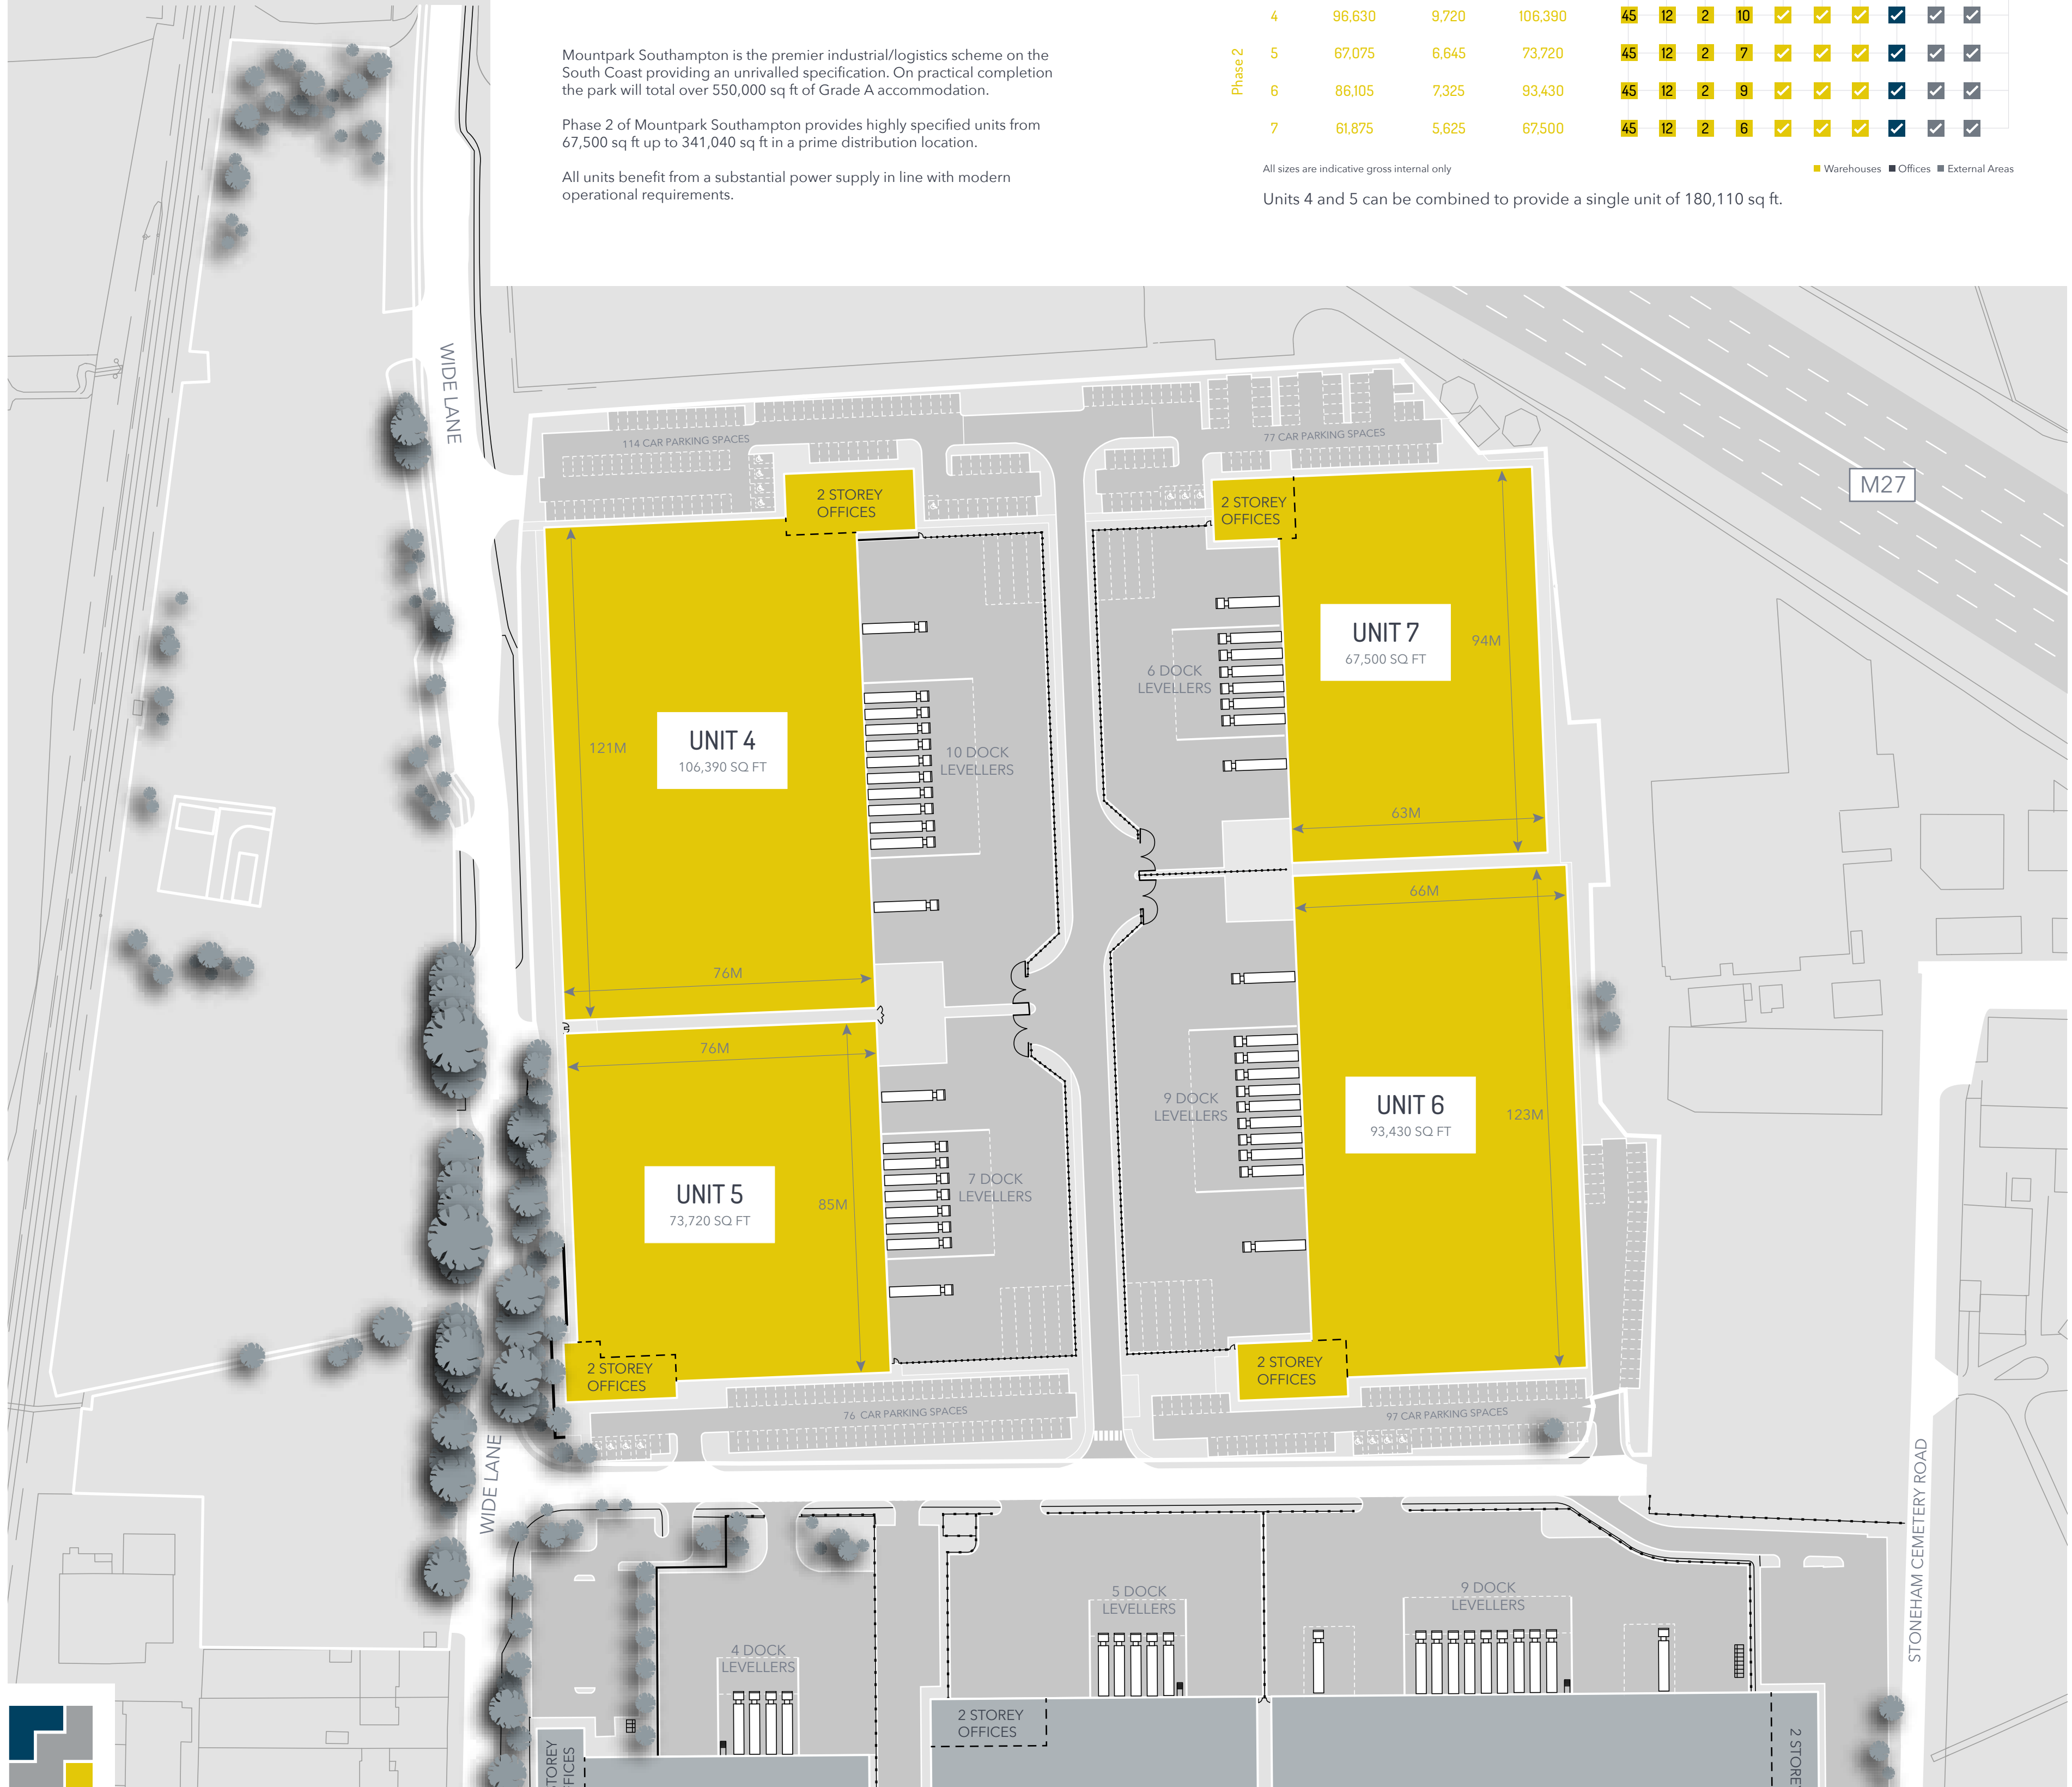 Mountpark Southampton is the premier industrial/logistics scheme on the
South Coast providing an unrivalled specification. On practical completion
the park will total over 550,000 sq ft of Grade A accommodation.
Phase 2 of Mountpark Southampton provides highly specified units from
67,500 sq ft up to 341,040 sq ft in a prime distribution location.
All units benefit from a substantial power supply in line with modern
operational requirements.
Phase 2
4 96,630 9,720 106,390 45 12 2 10
5 67,075 6,645 73,720 45 12 2 7
6 86,105 7,325 93,430 45 12 2 9
7 61,875 5,625 67,500 45 12 2 6
All sizes are indicative gross internal only
Warehouses Offices External Areas
Units 4 and 5 can be combined to provide a single unit of 180,110 sq ft.
WIDE LANE
114 CAR PARKING SPACES
77 CAR PARKING SPACES
M27
2 STOREY
OFFICES
2 STOREY
OFFICES
UNIT 7
67,500 SQ FT
94M
63M
6 DOCK
LEVELLERS
UNIT 4
106,390 SQ FT
121M
76M
10 DOCK
LEVELLERS
66M
76M
UNIT 6
93,430 SQ FT
123M
9 DOCK
LEVELLERS
UNIT 5
73,720 SQ FT
85M
7 DOCK
LEVELLERS
2 STOREY
OFFICES
2 STOREY
OFFICES
76 CAR PARKING SPACES
97 CAR PARKING SPACES
WIDE LANE
STONEHAM CEMETERY ROAD
5 DOCK
LEVELLERS
9 DOCK
LEVELLERS
4 DOCK
LEVELLERS
2 STOREY
OFFICES
TOREY
FFICES
2 STOREY